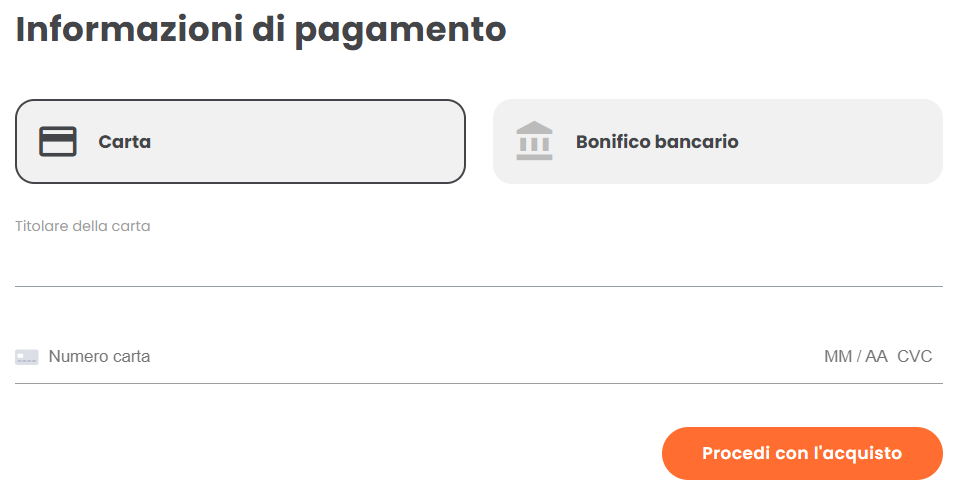 Informazioni di pagamento
Carta
Bonifico bancario
Titolare della carta
Numero carta MM / AA CVC
Procedi con l'acquisto